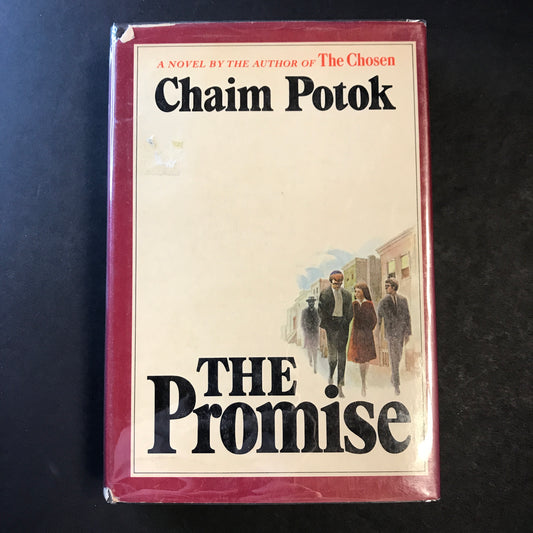 A NOVEL BY THE AUTHOR OF The Chosen
Chaim Potok
THE
Promise